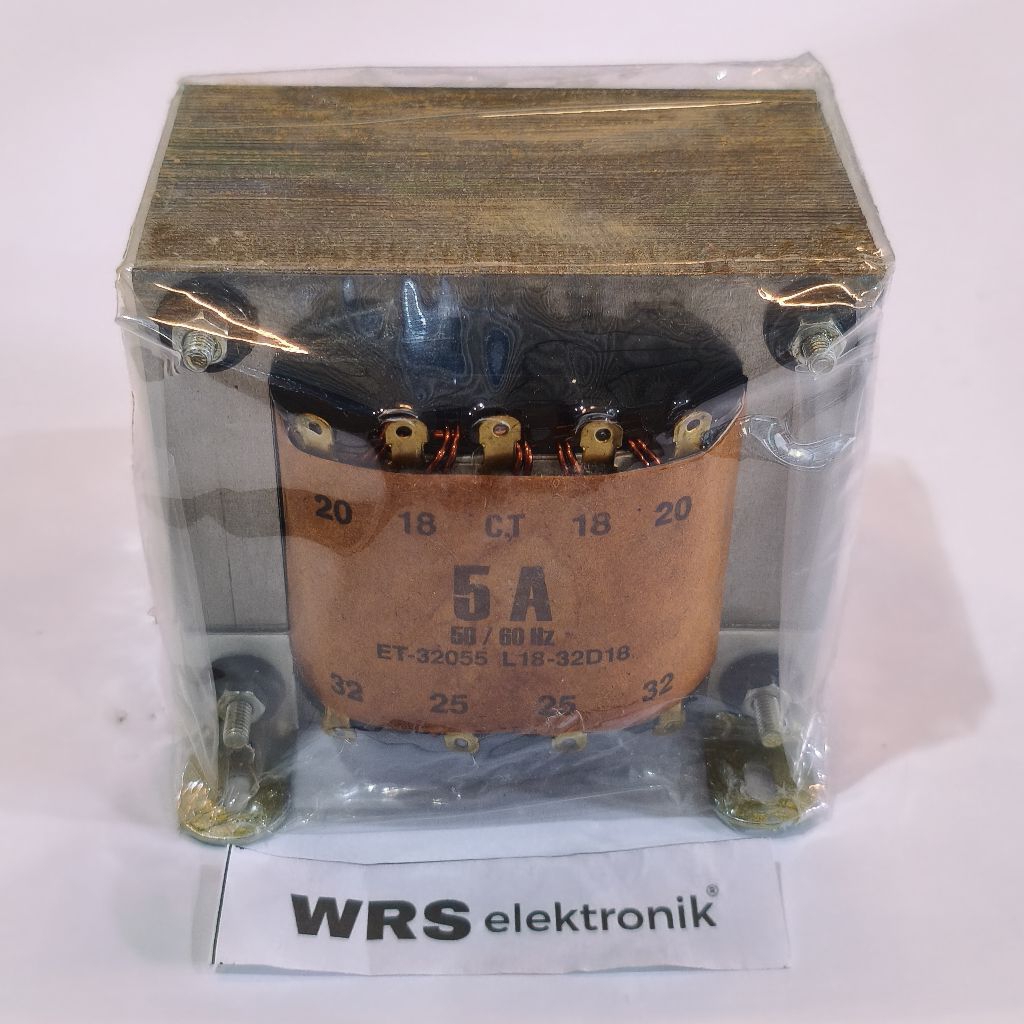 20 18 C.T 18 20
5 A
50 / 60 Hz
ET-32055 L18-32D18
32 25 25 32
WRS elektronik®